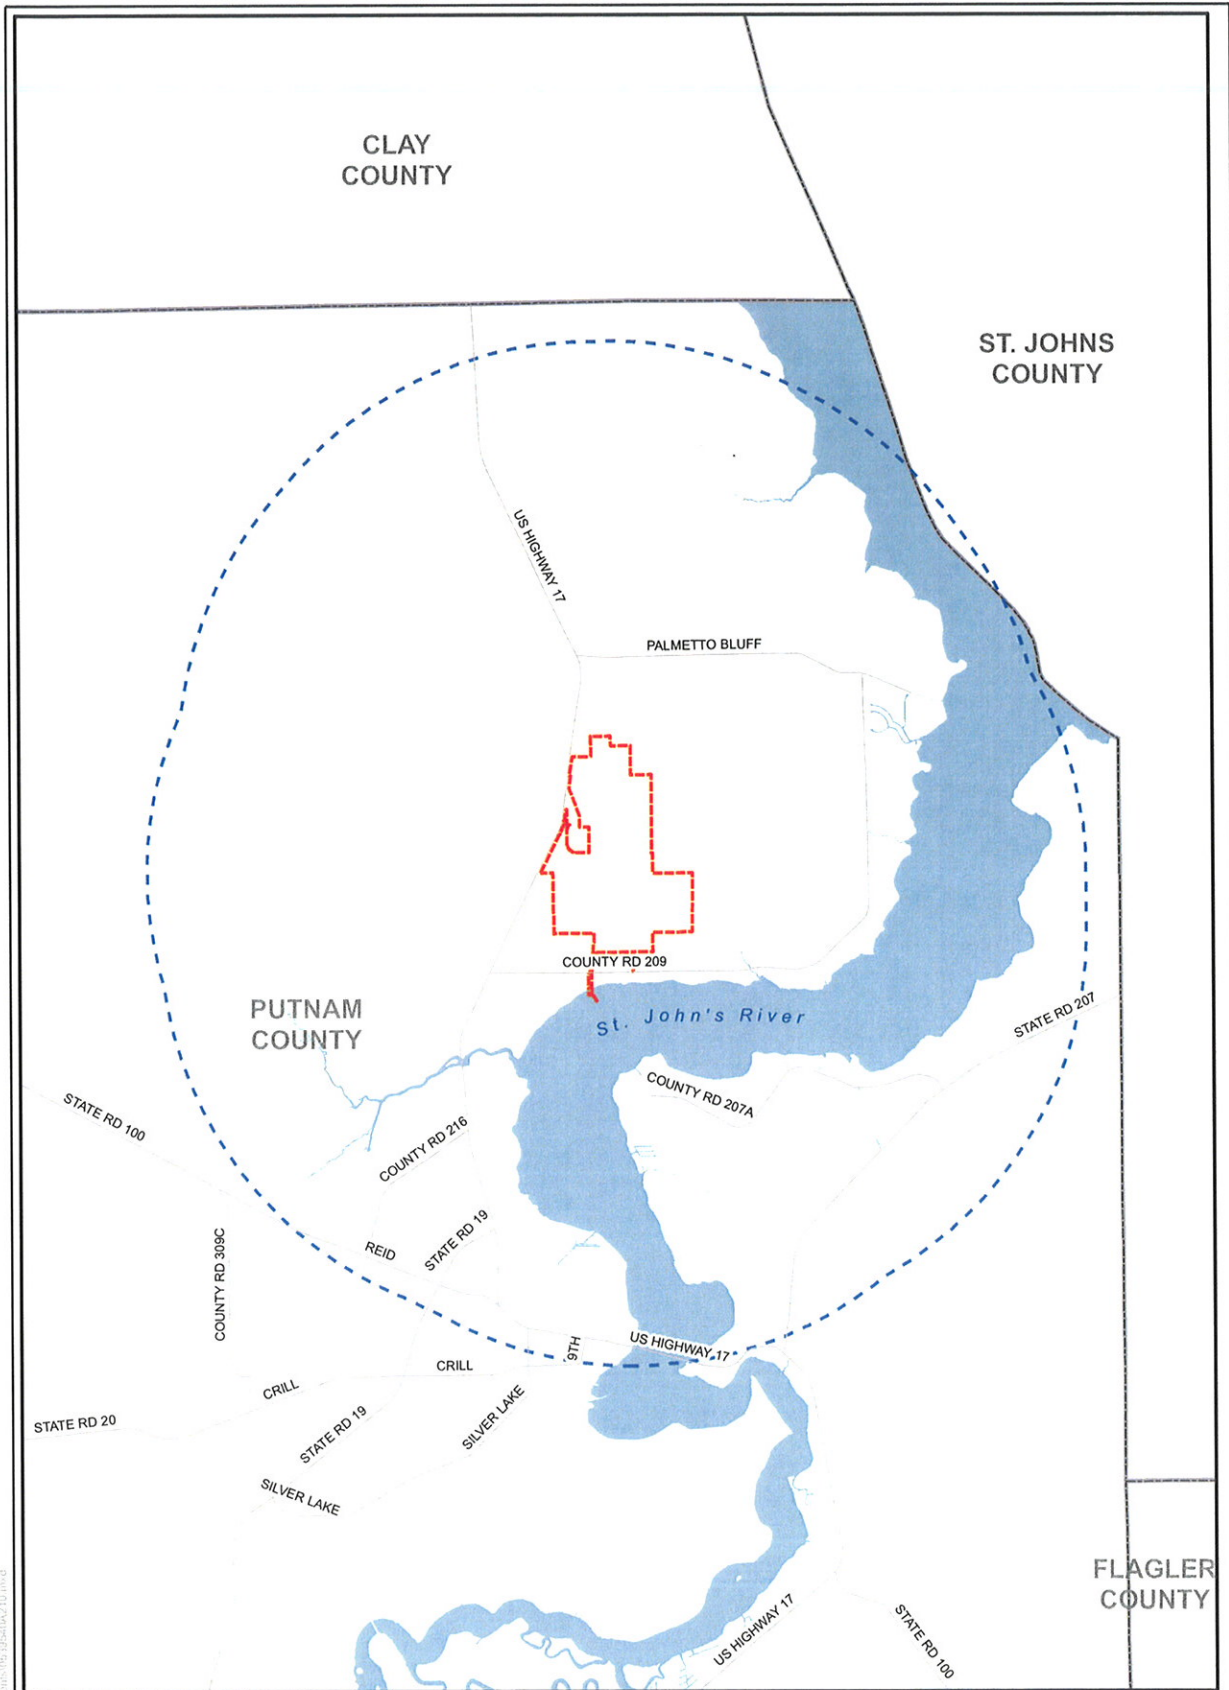 CLAY
COUNTY
ST. JOHNS
COUNTY
US HIGHWAY 17
PALMETTO BLUFF
COUNTY RD 209
PUTNAM
COUNTY
St. John's River
STATE RD 207
COUNTY RD 207A
STATE RD 100
COUNTY RD 216
COUNTY RD 309C
REID
STATE RD 19
9TH
US HIGHWAY 17
CRILL
CRILL
STATE RD 20
STATE RD 19
SILVER LAKE
SILVER LAKE
FLAGLER
COUNTY
US HIGHWAY 17
STATE RD 100